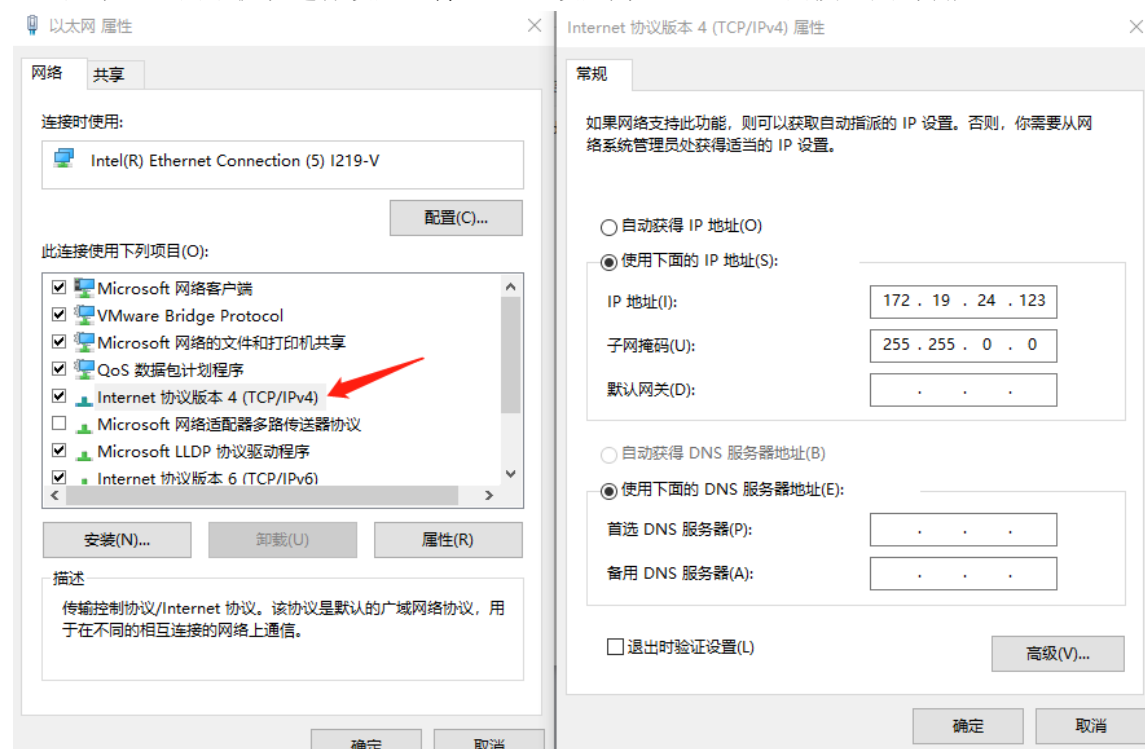 以太网 属性
网络
共享
连接时使用:
Intel(R) Ethernet Connection (5) I219-V
配置(C)...
此连接使用下列项目(O):
Microsoft 网络客户端
VMware Bridge Protocol
Microsoft 网络的文件和打印机共享
QoS 数据包计划程序
Internet 协议版本 4 (TCP/IPv4)
Microsoft 网络适配器多路传送器协议
Microsoft LLDP 协议驱动程序
Internet 协议版本 6 (TCP/IPv6)
安装(N)...
卸载(U)
属性(R)
描述
传输控制协议/Internet 协议。该协议是默认的广域网络协议，用
于在不同的相互连接的网络上通信。
确定
取消
Internet 协议版本 4 (TCP/IPv4) 属性
常规
如果网络支持此功能，则可以获取自动指派的 IP 设置。否则，你需要从网
络系统管理员处获得适当的 IP 设置。
自动获得 IP 地址(O)
使用下面的 IP 地址(S):
IP 地址(I):
172 . 19 . 24 . 123
子网掩码(U):
255 . 255 . 0 . 0
默认网关(D):
. . .
自动获得 DNS 服务器地址(B)
使用下面的 DNS 服务器地址(E):
首选 DNS 服务器(P):
. . .
备用 DNS 服务器(A):
. . .
退出时验证设置(L)
高级(V)...
确定
取消